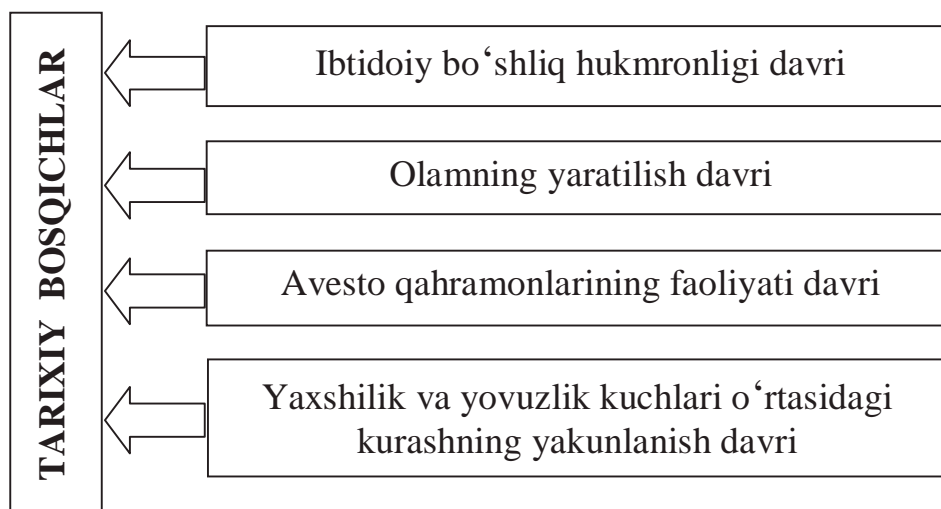 TARIXIY BOSQICHLAR
Ibtidoiy bo‘shliq hukmronligi davri
Olamning yaratilish davri
Avesto qahramonlarining faoliyati davri
Yaxshilik va yovuzlik kuchlari o‘rtasidagi
kurashning yakunlanish davri